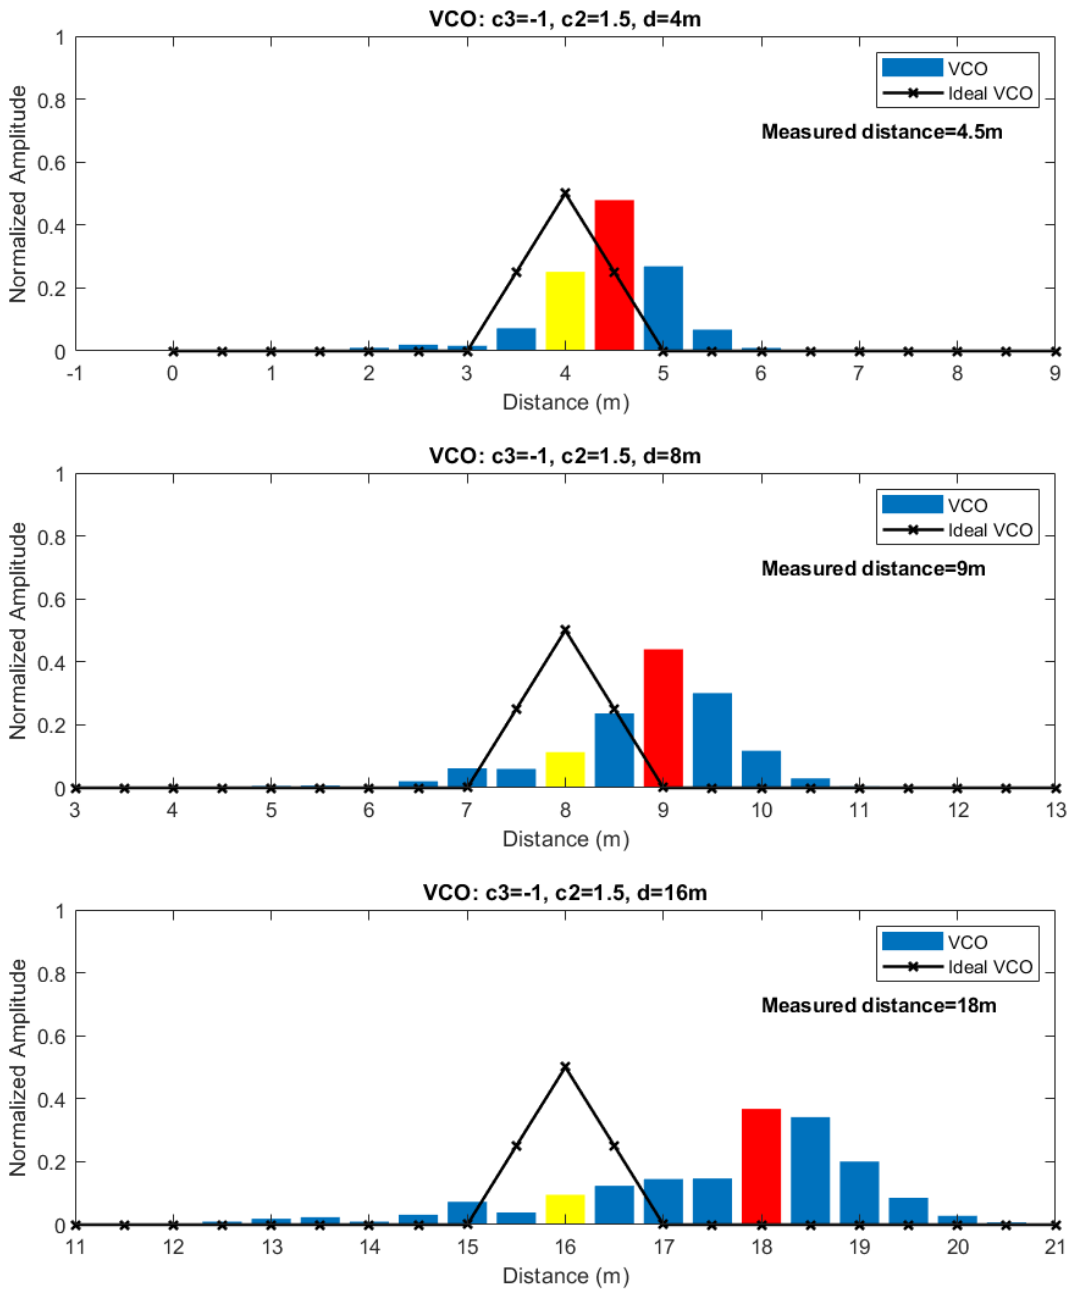 VCO: c3=-1, c2=1.5, d=4m
1
0.8
0.6
0.4
0.2
0
Normalized Amplitude
VCO
Ideal VCO
Measured distance=4.5m
-1 0 1 2 3 4 5 6 7 8 9
Distance (m)
VCO: c3=-1, c2=1.5, d=8m
1
0.8
0.6
0.4
0.2
0
Normalized Amplitude
VCO
Ideal VCO
Measured distance=9m
3 4 5 6 7 8 9 10 11 12 13
Distance (m)
VCO: c3=-1, c2=1.5, d=16m
1
0.8
0.6
0.4
0.2
0
Normalized Amplitude
VCO
Ideal VCO
Measured distance=18m
11 12 13 14 15 16 17 18 19 20 21
Distance (m)